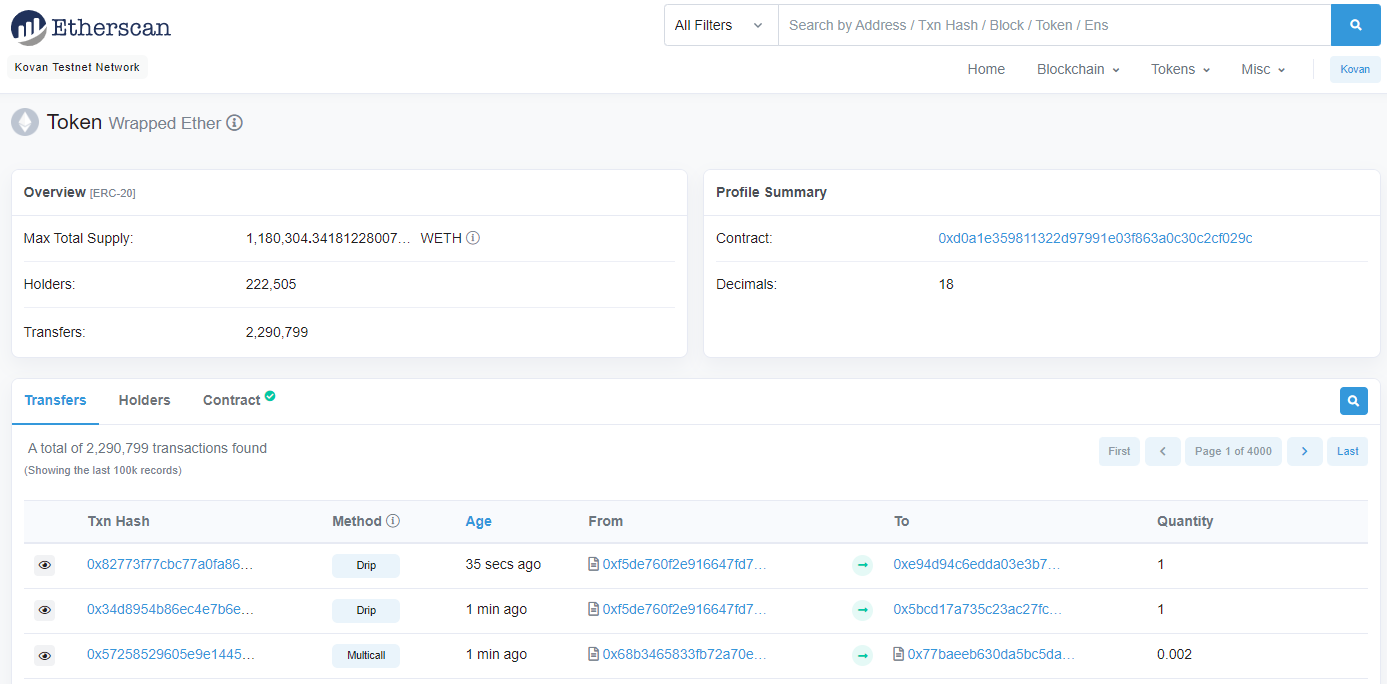 Etherscan
All Filters Search by Address / Txn Hash / Block / Token / Ens
Kovan Testnet Network
Home Blockchain Tokens Misc Kovan
Token Wrapped Ether
Overview [ERC-20]
Max Total Supply: 1,180,304.34181228007... WETH
Holders: 222,505
Transfers: 2,290,799
Profile Summary
Contract: 0xd0a1e359811322d97991e03f863a0c30c2cf029c
Decimals: 18
Transfers Holders Contract
A total of 2,290,799 transactions found
(Showing the last 100k records)
First Page 1 of 4000 Last
Txn Hash Method Age From To Quantity
0x82773f77cbc77a0fa86... Drip 35 secs ago 0xf5de760f2e916647fd7... 0xe94d94c6edda03e3b7... 1
0x34d8954b86ec4e7b6e... Drip 1 min ago 0xf5de760f2e916647fd7... 0x5bcd17a735c23ac27fc... 1
0x57258529605e9e1445... Multicall 1 min ago 0x68b3465833fb72a70e... 0x77baeeb630da5bc5da... 0.002